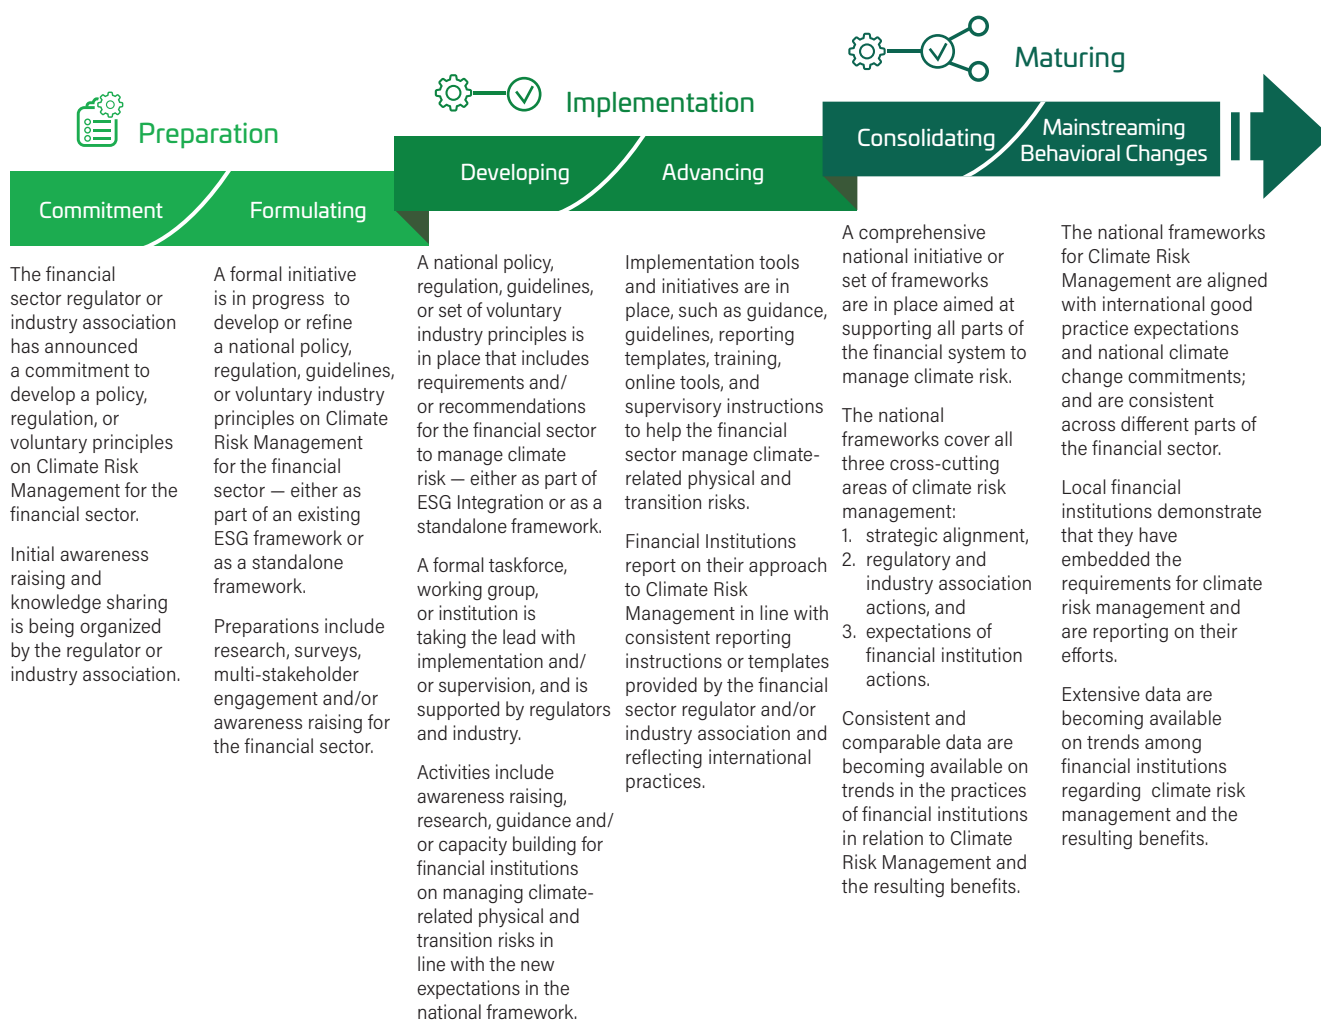 Preparation
Commitment
The financial
sector regulator or
industry association
has announced
a commitment to
develop a policy,
regulation, or
voluntary principles
on Climate Risk
Management for the
financial sector.
Initial awareness
raising and
knowledge sharing
is being organized
by the regulator or
industry association.
Formulating
A formal initiative
is in progress to
develop or refine
a national policy,
regulation, guidelines,
or voluntary industry
principles on Climate
Risk Management
for the financial
sector — either as
part of an existing
ESG framework or
as a standalone
framework.
Preparations include
research, surveys,
multi-stakeholder
engagement and/or
awareness raising for
the financial sector.
Implementation
Developing
A national policy,
regulation, guidelines,
or set of voluntary
industry principles is
in place that includes
requirements and/
or recommendations
for the financial sector
to manage climate
risk — either as part of
ESG Integration or as a
standalone framework.
A formal taskforce,
working group,
or institution is
taking the lead with
implementation and/
or supervision, and is
supported by regulators
and industry.
Activities include
awareness raising,
research, guidance and/
or capacity building for
financial institutions
on managing climate-
related physical and
transition risks in
line with the new
expectations in the
national framework.
Advancing
Implementation tools
and initiatives are in
place, such as guidance,
guidelines, reporting
templates, training,
online tools, and
supervisory instructions
to help the financial
sector manage climate-
related physical and
transition risks.
Financial Institutions
report on their approach
to Climate Risk
Management in line with
consistent reporting
instructions or templates
provided by the financial
sector regulator and/or
industry association and
reflecting international
practices.
Maturing
Consolidating
A comprehensive
national initiative or
set of frameworks
are in place aimed at
supporting all parts of
the financial system to
manage climate risk.
The national
frameworks cover all
three cross-cutting
areas of climate risk
management:
1. strategic alignment,
2. regulatory and
industry association
actions, and
3. expectations of
financial institution
actions.
Consistent and
comparable data are
becoming available on
trends in the practices
of financial institutions
in relation to Climate
Risk Management and
the resulting benefits.
Mainstreaming
Behavioral Changes
The national frameworks
for Climate Risk
Management are aligned
with international good
practice expectations
and national climate
change commitments;
and are consistent
across different parts of
the financial sector.
Local financial
institutions demonstrate
that they have
embedded the
requirements for climate
risk management and
are reporting on their
efforts.
Extensive data are
becoming available
on trends among
financial institutions
regarding climate risk
management and the
resulting benefits.